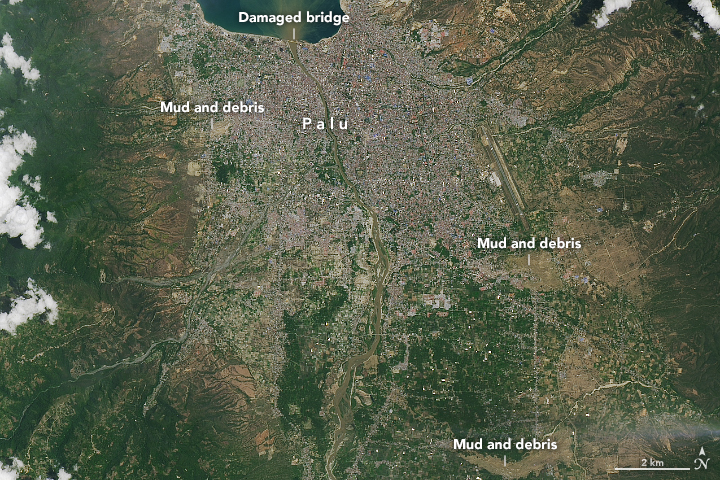 Damaged bridge
Mud and debris
Palu
Mud and debris
Mud and debris
2 km
N